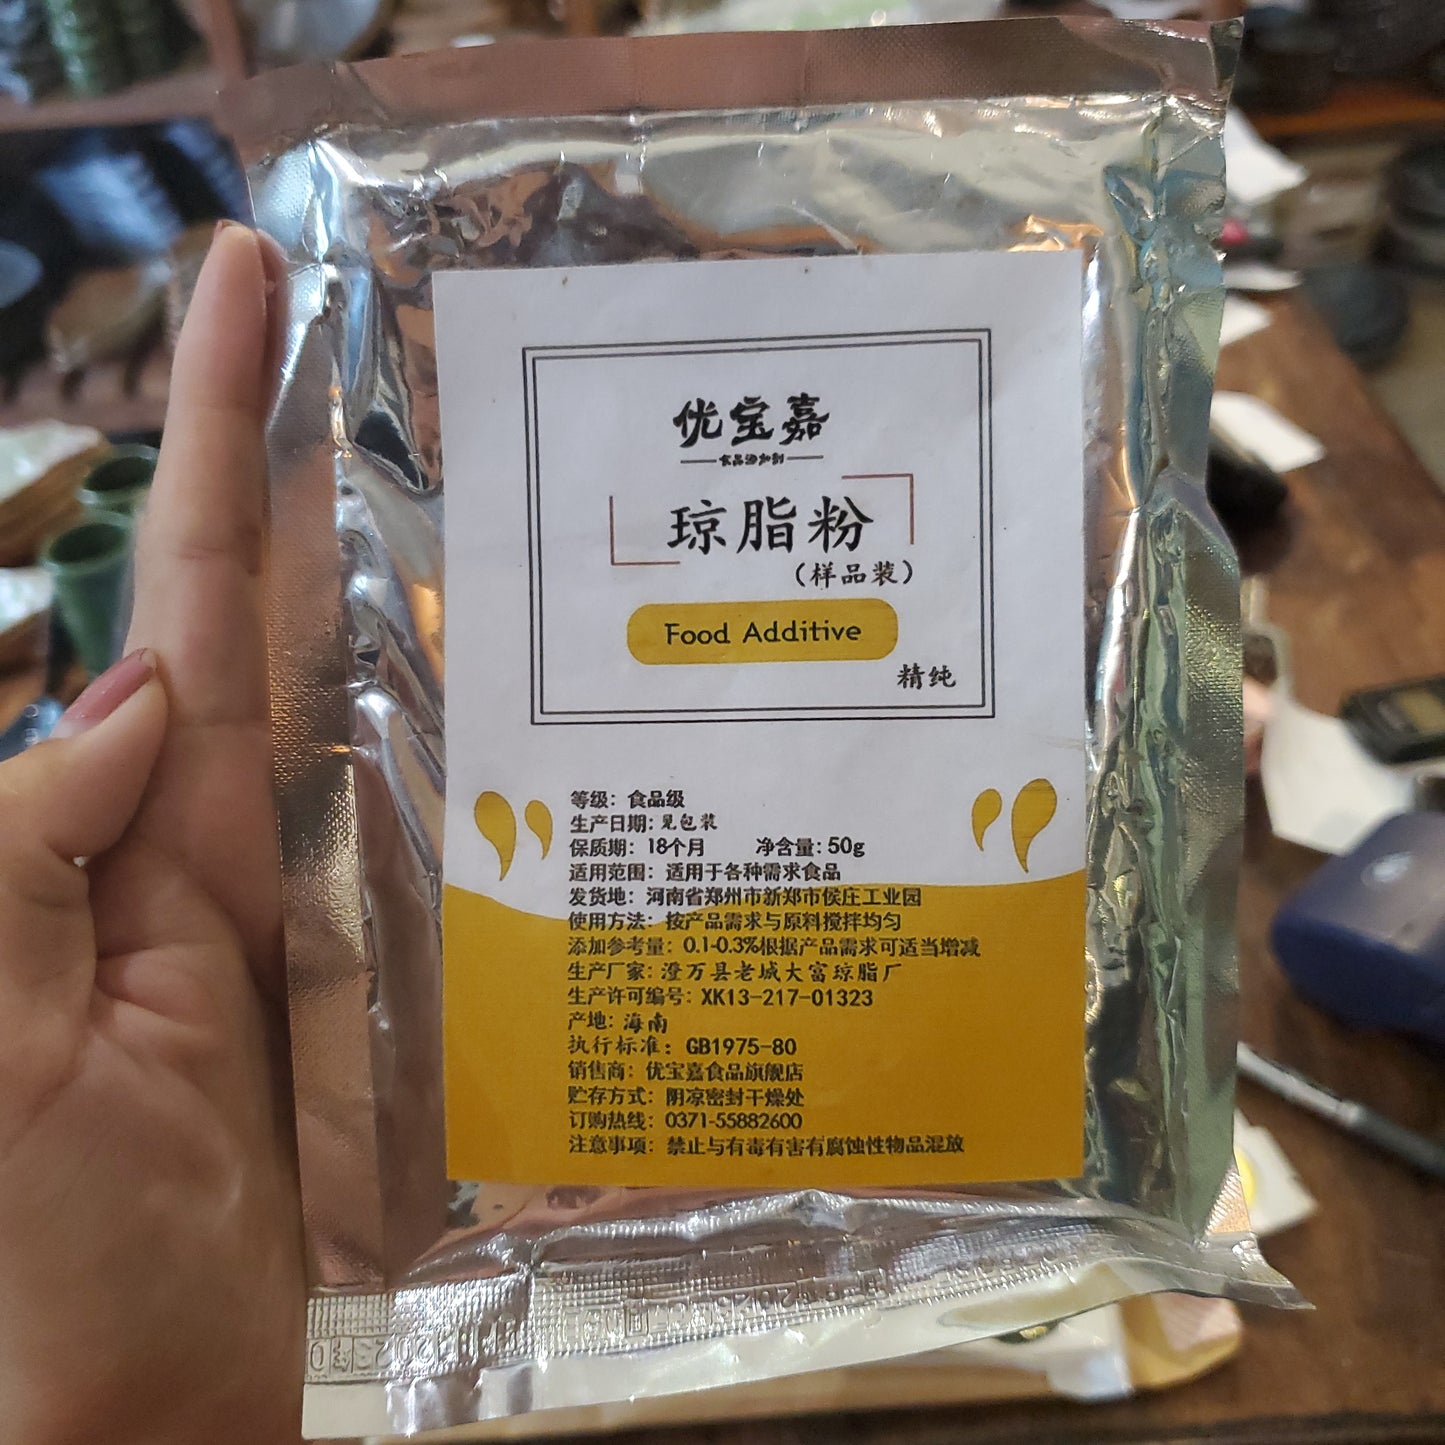 优宝嘉
食品添加剂
琼脂粉
（样品装）
Food Additive
精纯
等级：食品级
生产日期：见包装
保质期：18个月 净含量：50g
适用范围：适用于各种需求食品
发货地：河南省郑州市新郑市侯庄工业园
使用方法：按产品需求与原料搅拌均匀
添加参考量：0.1-0.3%根据产品需求可适当增减
生产厂家：澄万县老城大富琼脂厂
生产许可编号：XK13-217-01323
产地：海南
执行标准：GB1975-80
销售商：优宝嘉食品旗舰店
贮存方式：阴凉密封干燥处
订购热线：0371-55882600
注意事项：禁止与有毒有害有腐蚀性物品混放